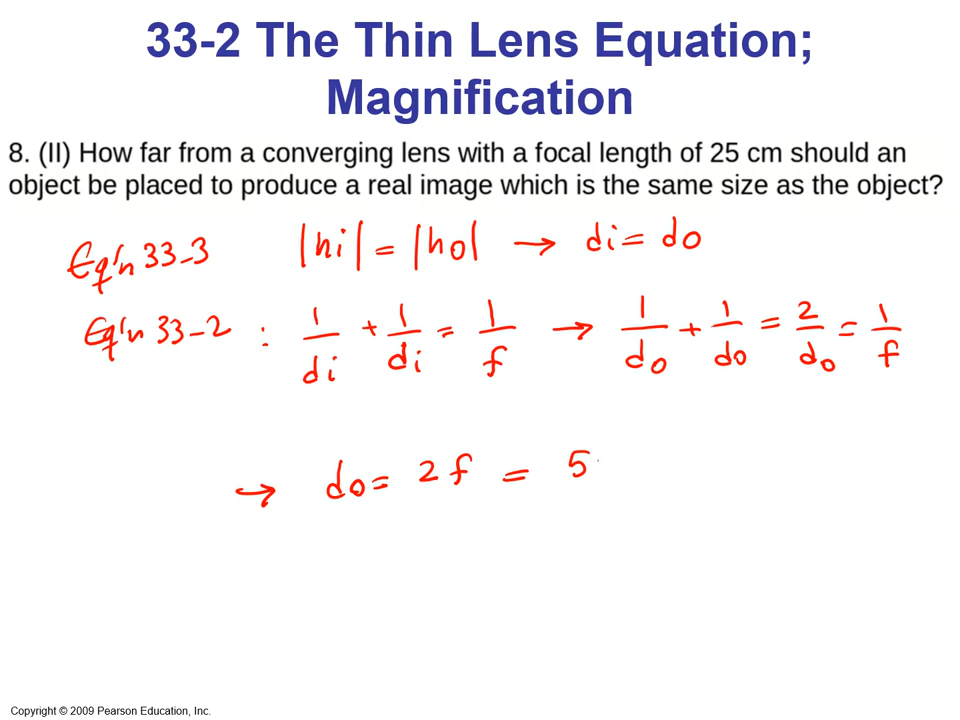 33-2 The Thin Lens Equation;
Magnification
8. (II) How far from a converging lens with a focal length of 25 cm should an
object be placed to produce a real image which is the same size as the object?
Eq'n 33-3 |hi| = |ho| → di = do
Eq'n 33-2 : 1/di + 1/di = 1/f → 1/do + 1/do = 2/do = 1/f
→ do = 2f = 5
Copyright © 2009 Pearson Education, Inc.